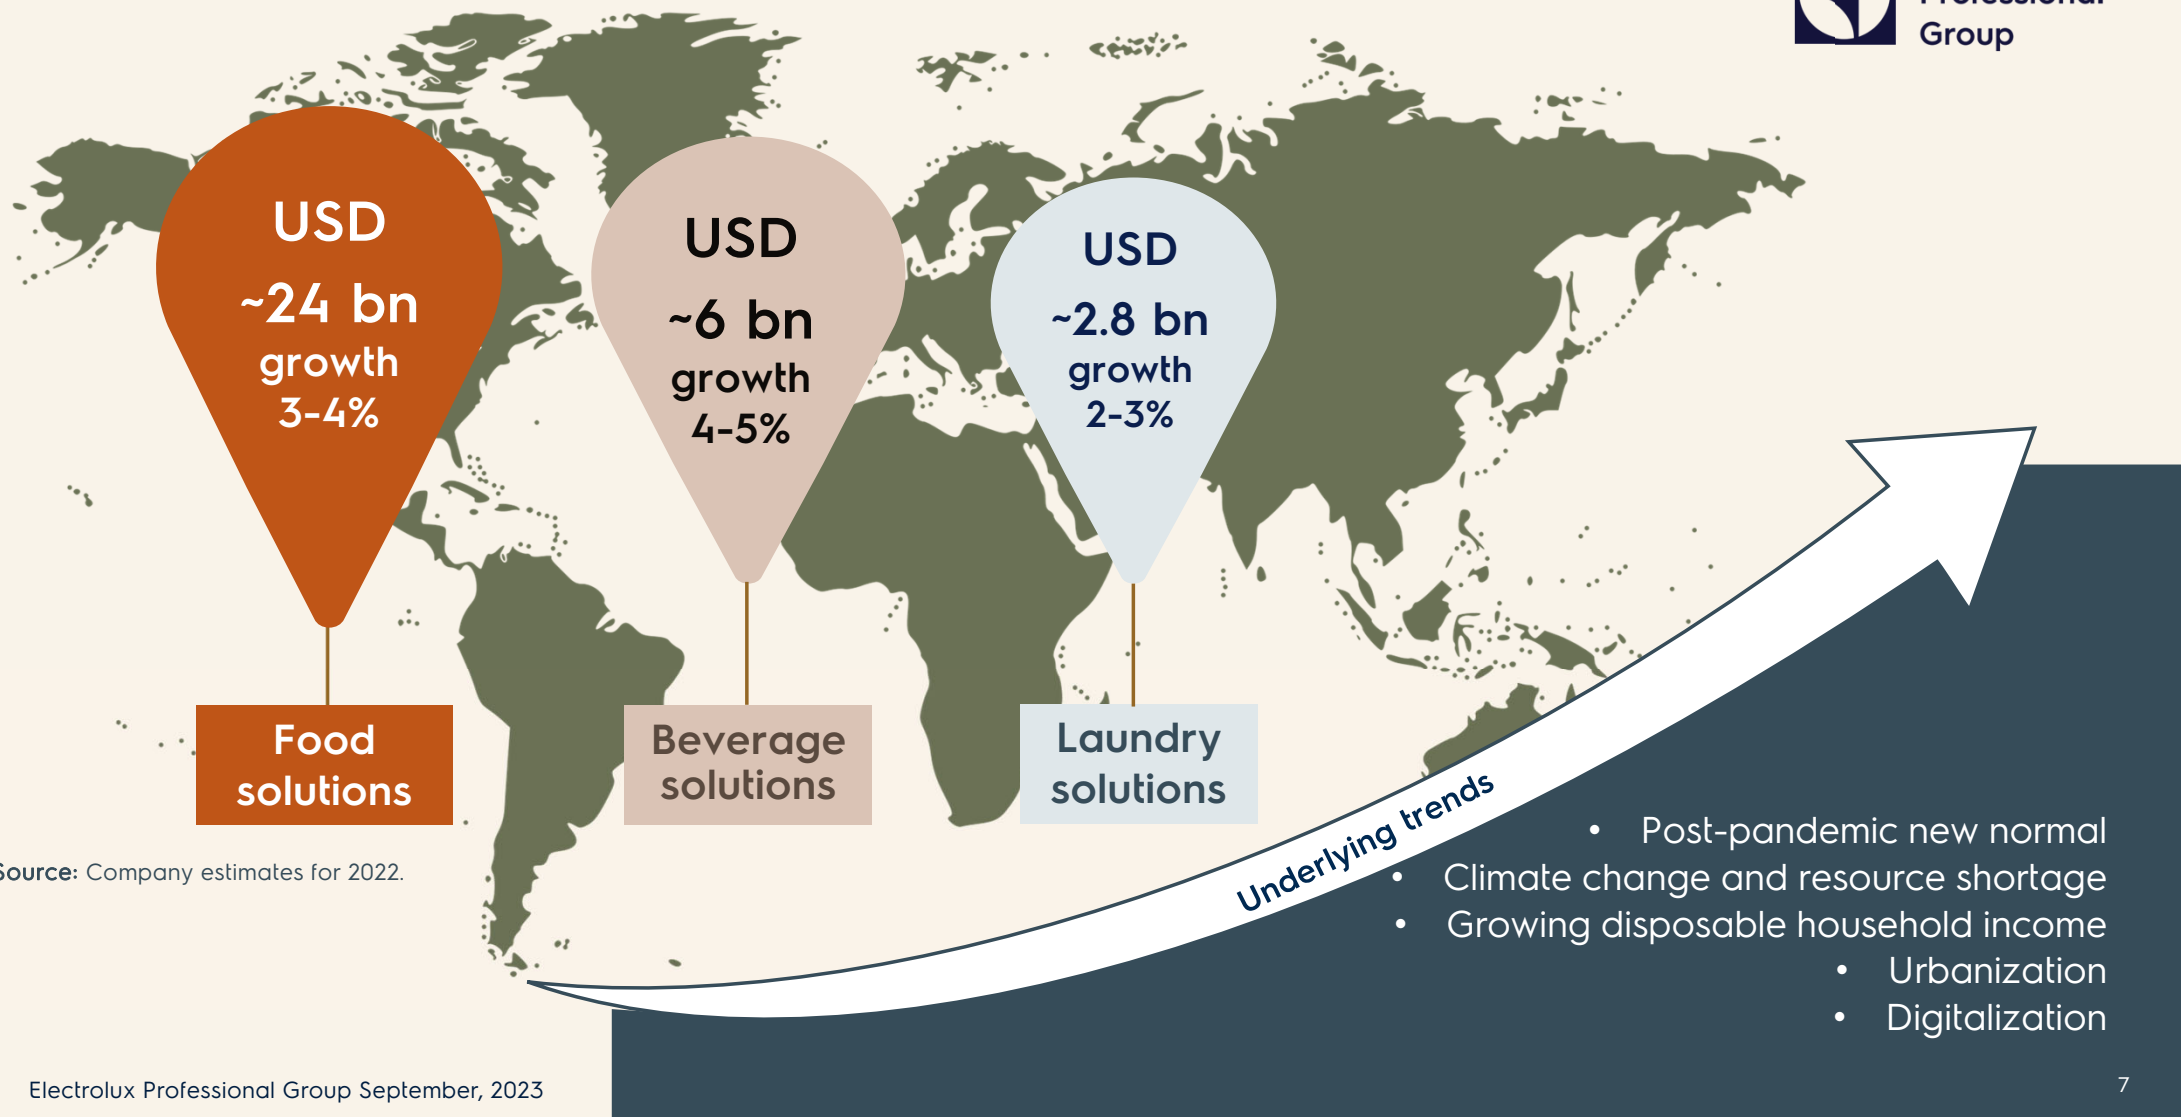 Group
USD
~24 bn
growth
3-4%
USD
~6 bn
growth
4-5%
USD
~2.8 bn
growth
2-3%
Food
solutions
Beverage
solutions
Laundry
solutions
Source: Company estimates for 2022.
Underlying trends
• Post-pandemic new normal
• Climate change and resource shortage
• Growing disposable household income
• Urbanization
• Digitalization
Electrolux Professional Group September, 2023
7